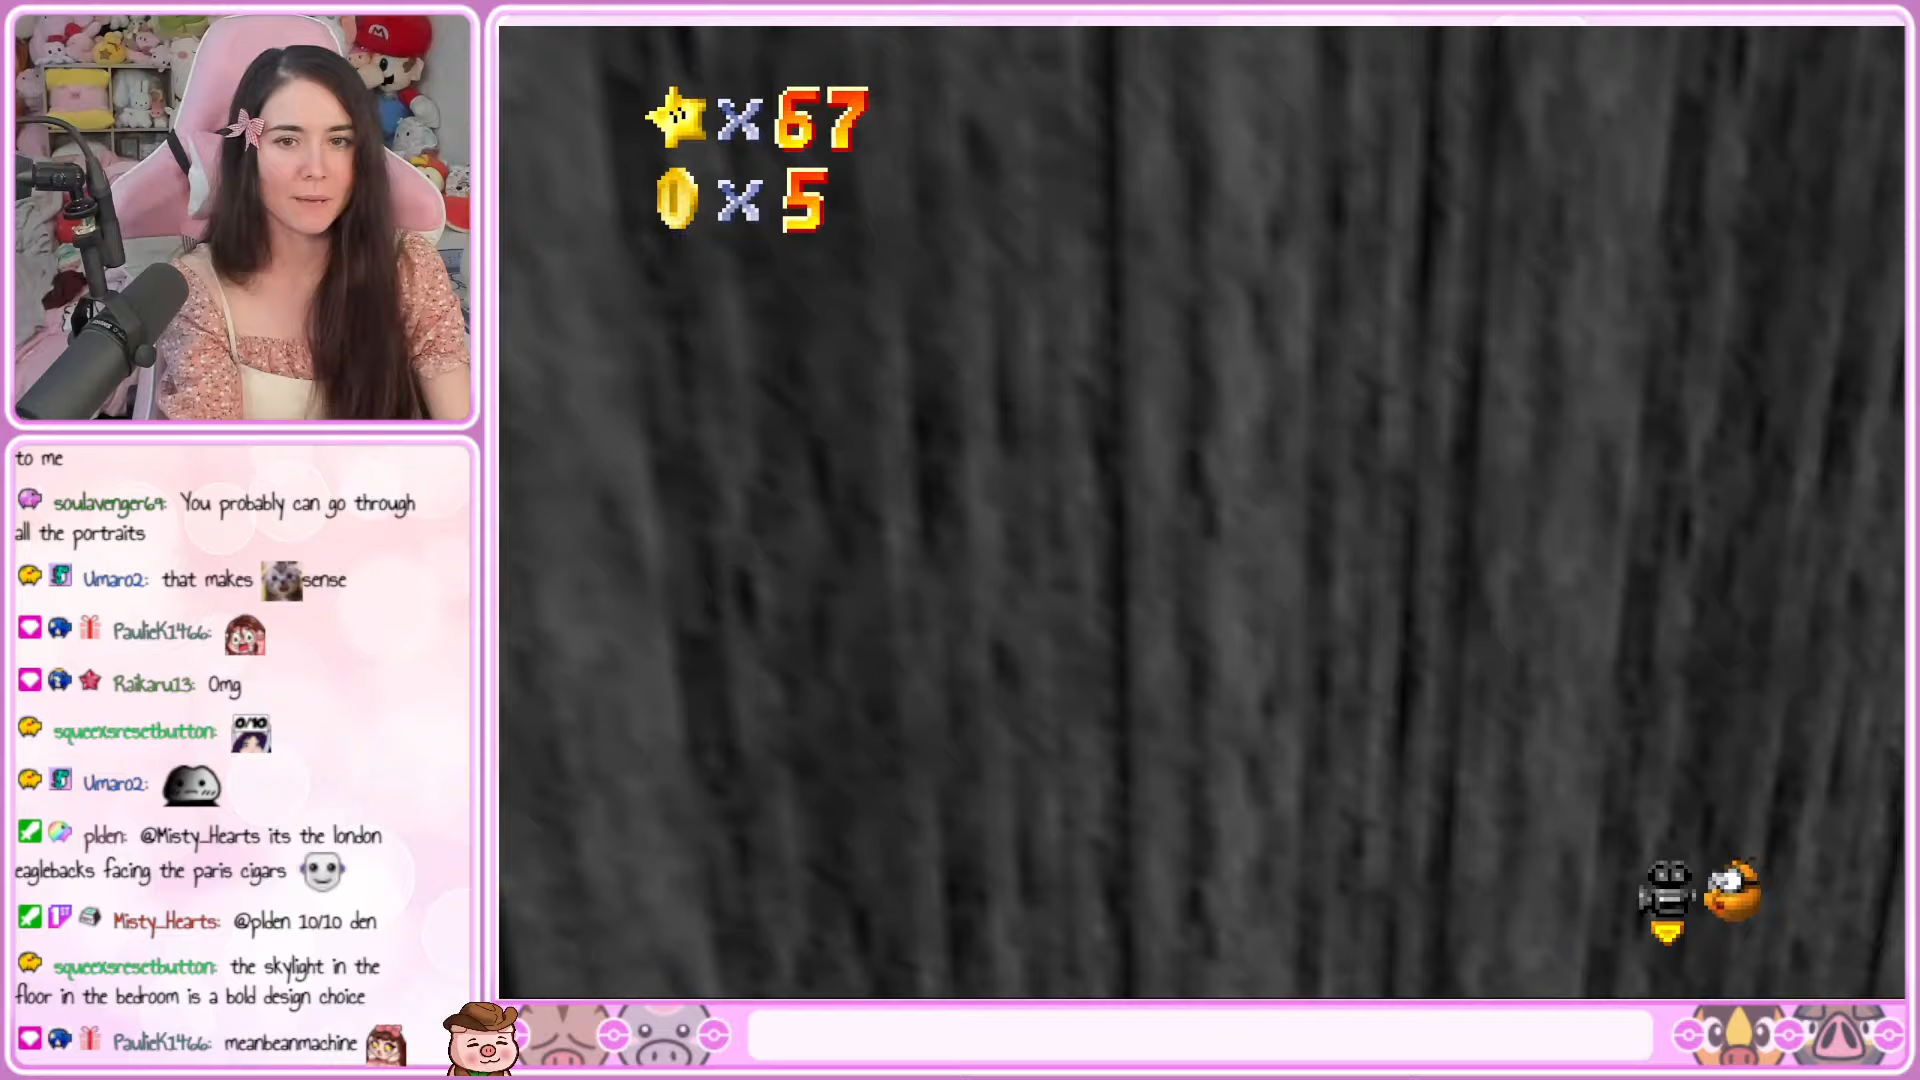 67
5
to me
soulavenger69: You probably can go through
all the portraits
Umaro2: that makes sense
PaulieK1466:
Raikaru13: Omg
squeexsresetbutton:
0/10
Umaro2:
plden: @Misty_Hearts its the london
eaglebacks facing the paris cigars
1ST Misty_Hearts: @plden 10/10 den
squeexsresetbutton: the skylight in the
floor in the bedroom is a bold design choice
PaulieK1466: meanbeanmachine